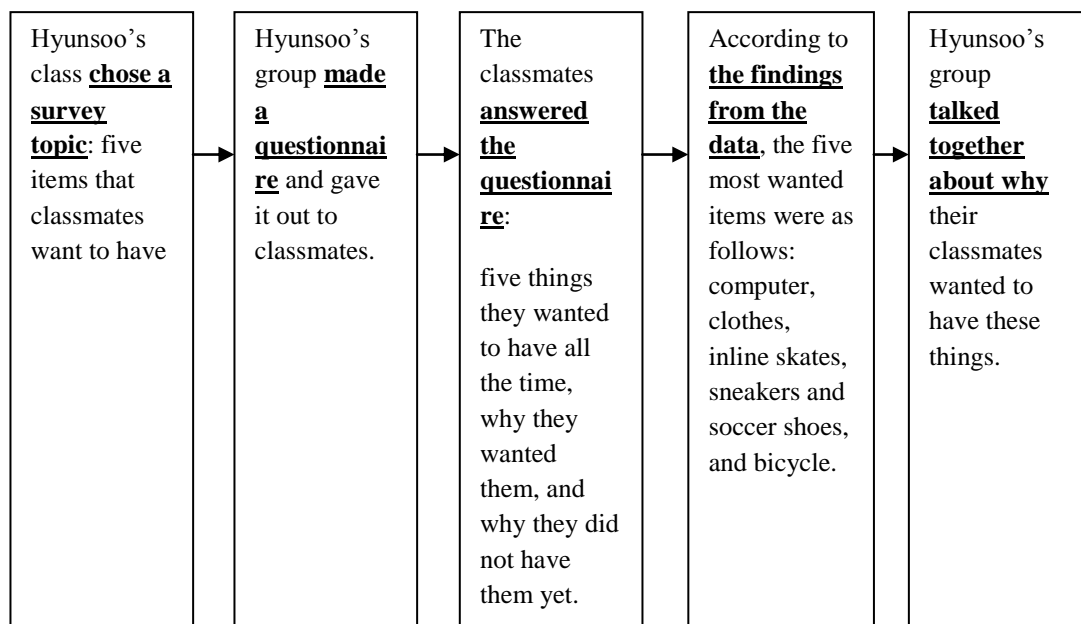 Hyunsoo’s
class chose a
survey
topic: five
items that
classmates
want to have
Hyunsoo’s
group made
a
questionnai
re and gave
it out to
classmates.
The
classmates
answered
the
questionnai
re:
five things
they wanted
to have all
the time,
why they
wanted
them, and
why they did
not have
them yet.
According to
the findings
from the
data, the five
most wanted
items were as
follows:
computer,
clothes,
inline skates,
sneakers and
soccer shoes,
and bicycle.
Hyunsoo’s
group
talked
together
about why
their
classmates
wanted to
have these
things.